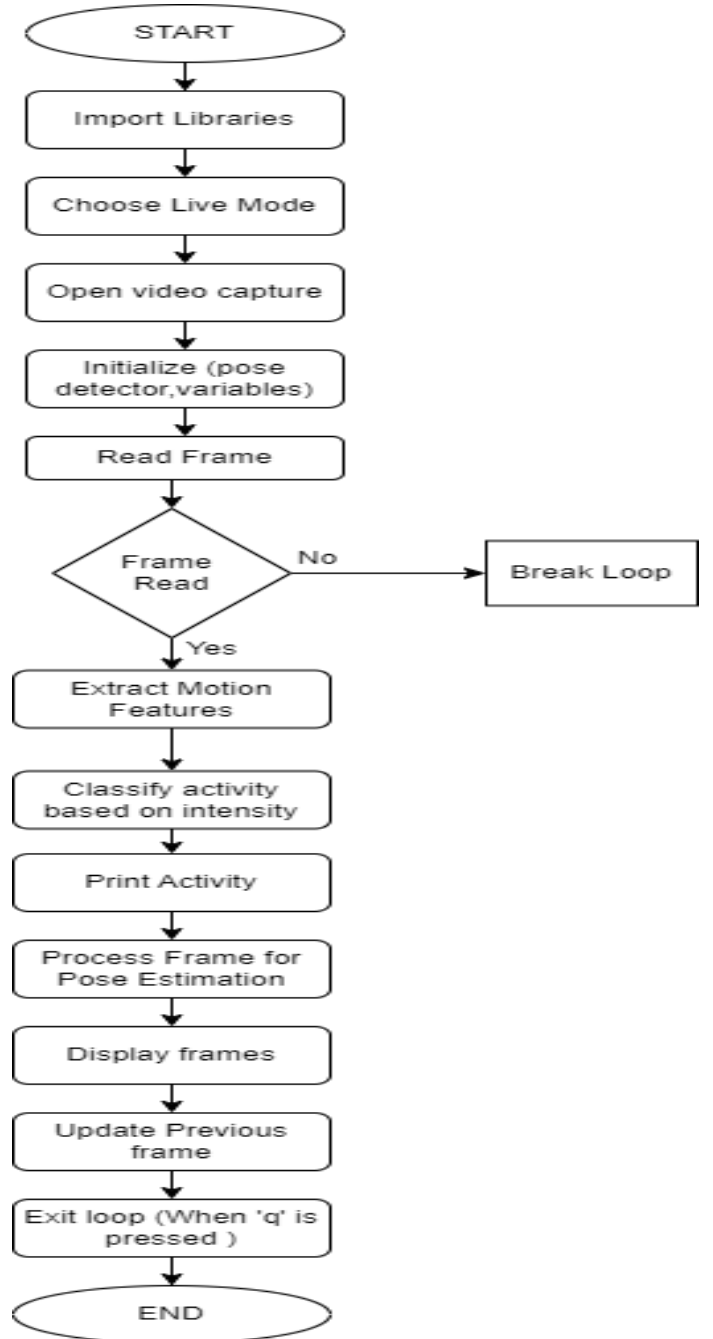 START
Import Libraries
Choose Live Mode
Open video capture
Initialize (pose
detector,variables)
Read Frame
Frame
Read
No
Break Loop
Yes
Extract Motion
Features
Classify activity
based on intensity
Print Activity
Process Frame for
Pose Estimation
Display frames
Update Previous
frame
Exit loop (When 'q' is
pressed )
END